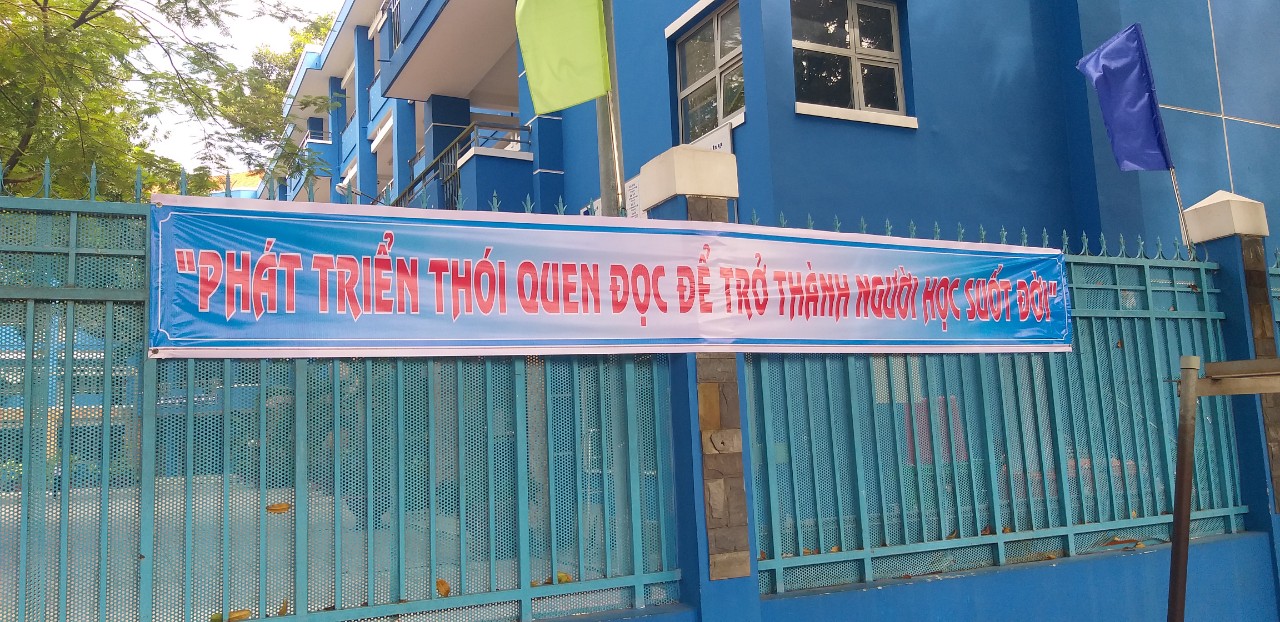 "PHÁT TRIỂN THÓI QUEN ĐỌC ĐỂ TRỞ THÀNH NGƯỜI HỌC SUỐT ĐỜI"